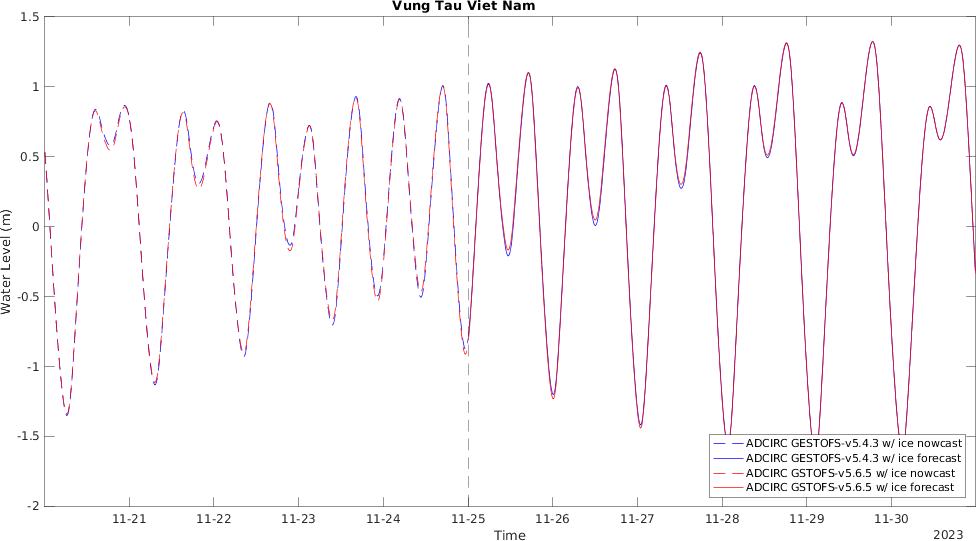 Vung Tau Viet Nam
1.5
1
0.5
0
-0.5
-1
-1.5
-2
Water Level (m)
ADCIRC GESTOFS-v5.4.3 w/ ice nowcast
ADCIRC GESTOFS-v5.4.3 w/ ice forecast
ADCIRC GSTOFS-v5.6.5 w/ ice nowcast
ADCIRC GSTOFS-v5.6.5 w/ ice forecast
11-21 11-22 11-23 11-24 11-25 11-26 11-27 11-28 11-29 11-30
Time
2023